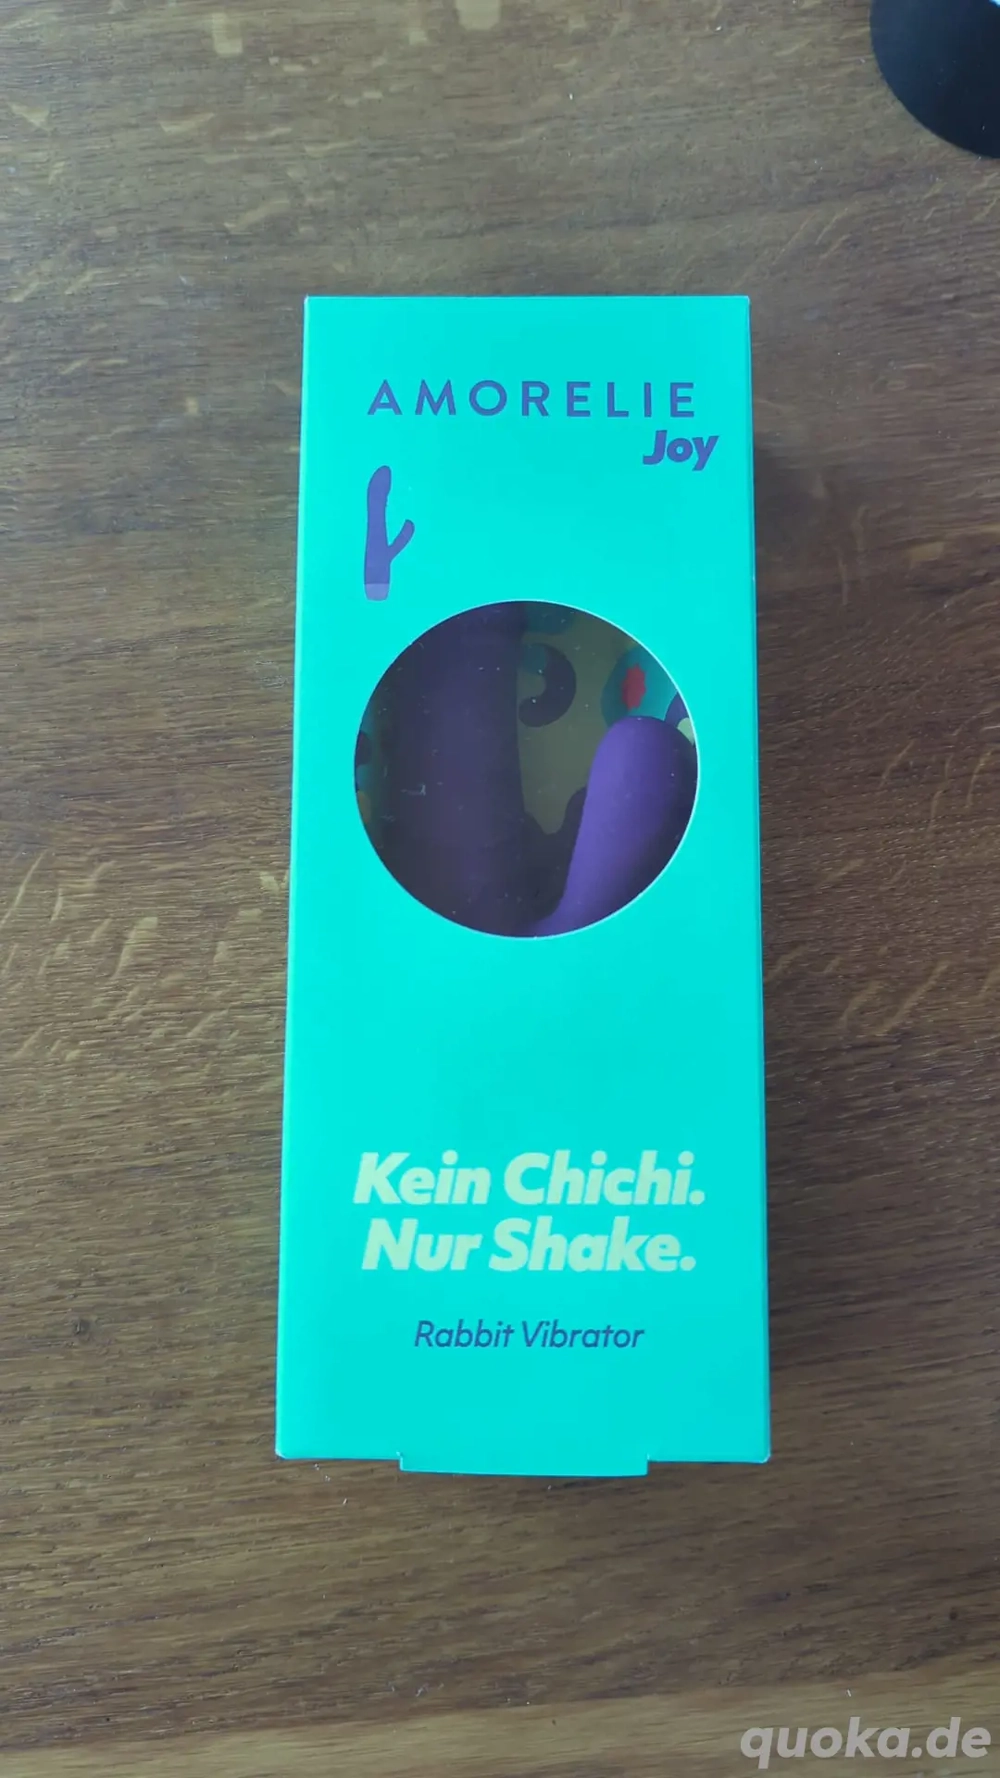 AMORELIE
Joy
Kein Chichi.
Nur Shake.
Rabbit Vibrator
quoka.de